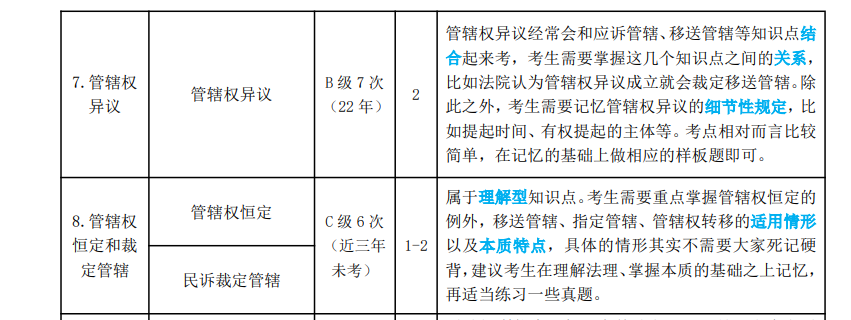 7.管辖权
异议
管辖权异议
B 级 7 次
（22 年）
2
管辖权异议经常会和应诉管辖、移送管辖等知识点结
合起来考，考生需要掌握这几个知识点之间的关系，
比如法院认为管辖权异议成立就会裁定移送管辖。除
此之外，考生需要记忆管辖权异议的细节性规定，比
如提起时间、有权提起的主体等。考点相对而言比较
简单，在记忆的基础上做相应的样板题即可。
8.管辖权
恒定和裁
定管辖
管辖权恒定
民诉裁定管辖
C 级 6 次
（近三年
未考）
1-2
属于理解型知识点。考生需要重点掌握管辖权恒定的
例外，移送管辖、指定管辖、管辖权转移的适用情形
以及本质特点，具体的情形其实不需要大家死记硬
背，建议考生在理解法理、掌握本质的基础之上记忆，
再适当练习一些真题。